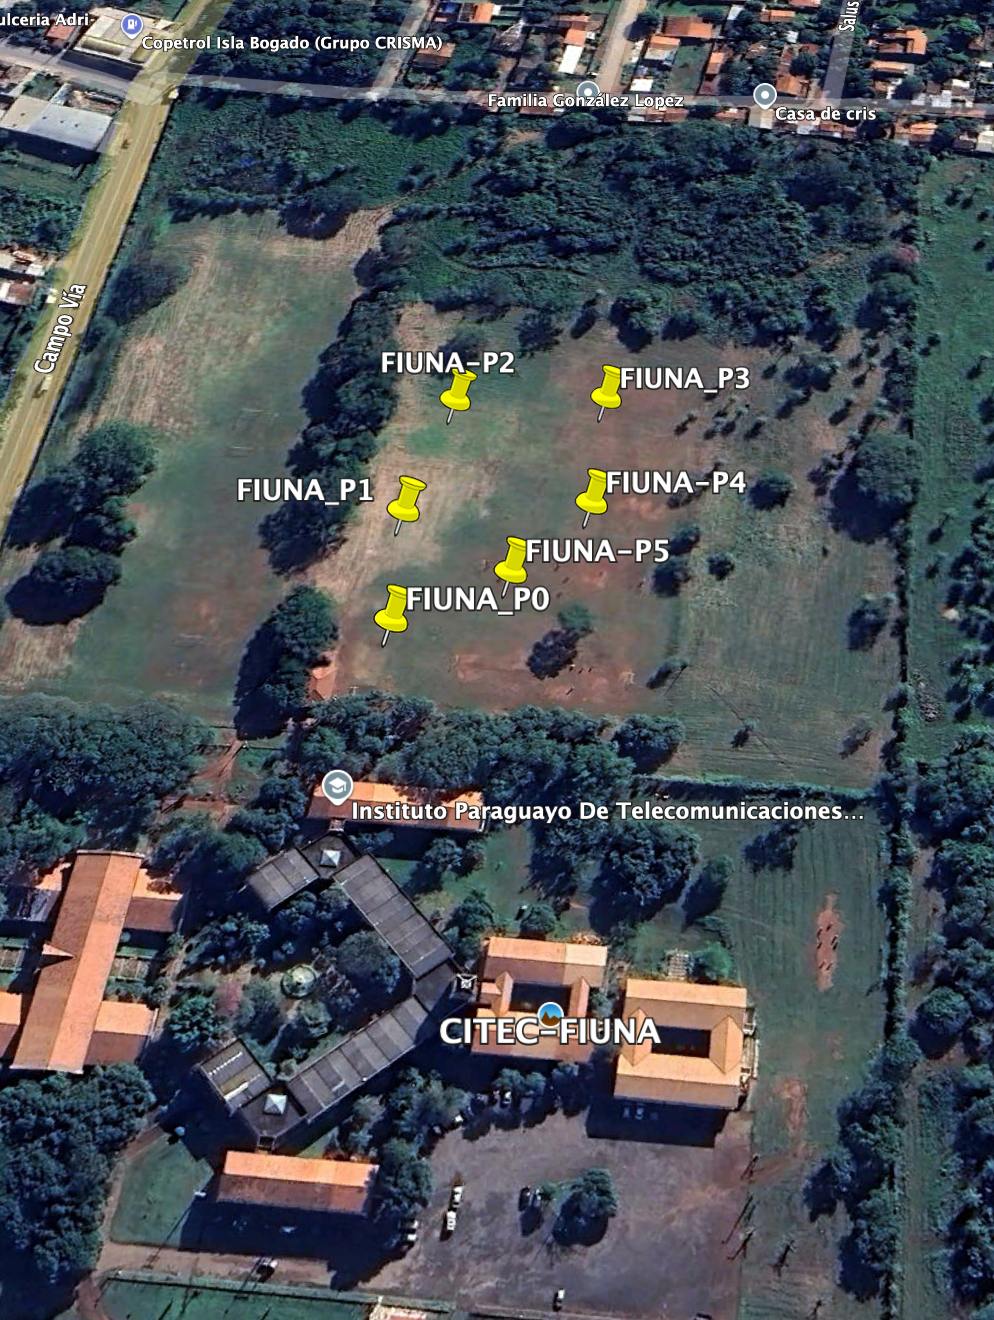 ulceria Adri-
Copetrol Isla Bogado (Grupo CRISMA)
Salus
Familia González Lopez
Casa de cris
Campo Vía
FIUNA-P2
FIUNA_P3
FIUNA_P1
FIUNA-P4
FIUNA-P5
FIUNA_P0
Instituto Paraguayo De Telecomunicaciones...
CITEC-FIUNA